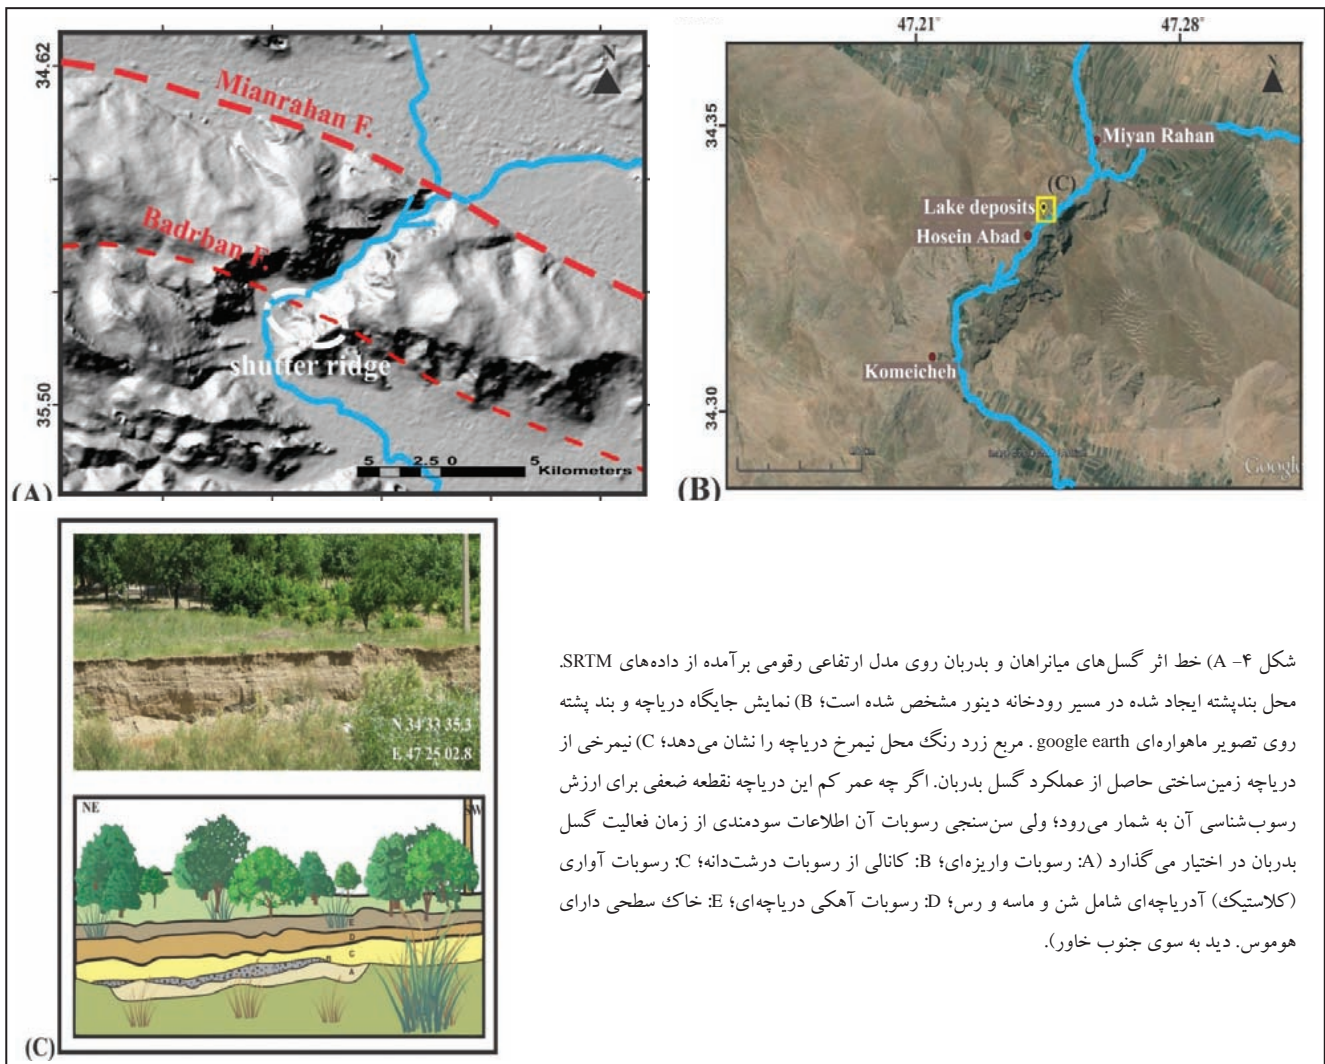 47.21°
47.28°
34.62
N
Mianrahan F.
Badrban F.
shutter ridge
35.50
5 2.5 0 5
Kilometers
(A)
34.35
Miyan Rahan
(C)
Lake deposits
Hosein Abad
Komeicheh
34.30
Google
(B)
N 34 33 35.3
E 47 25 02.8
NE
SW
E
D
C
B
A
(C)
شکل ۴- A) خط اثر گسل‌های میانراهان و بدربان روی مدل ارتفاعی رقومی برآمده از داده‌های SRTM.
محل بندپشته ایجاد شده در مسیر رودخانه دینور مشخص شده است؛ B) نمایش جایگاه دریاچه و بند پشته
روی تصویر ماهواره‌ای google earth . مربع زرد رنگ محل نیمرخ دریاچه را نشان می‌دهد؛ C) نیمرخی از
دریاچه زمین‌ساختی حاصل از عملکرد گسل بدربان. اگر چه عمر کم این دریاچه نقطعه ضعفی برای ارزش
رسوب‌شناسی آن به شمار می‌رود؛ ولی سن‌سنجی رسوبات آن اطلاعات سودمندی از زمان فعالیت گسل
بدربان در اختیار می‌گذارد (A: رسوبات واریزه‌ای؛ B: کانالی از رسوبات درشت‌دانه؛ C: رسوبات آواری
(کلاستیک) آدریاچه‌ای شامل شن و ماسه و رس؛ D: رسوبات آهکی دریاچه‌ای؛ E: خاک سطحی دارای
هوموس. دید به سوی جنوب خاور).